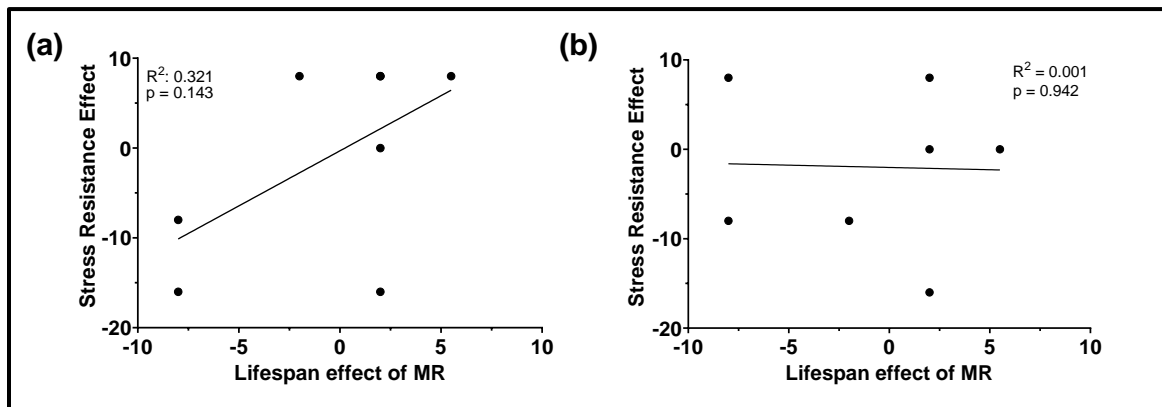 (a)
R²: 0.321
p = 0.143
Stress Resistance Effect
10
0
-10
-20
-10
-5
0
5
10
Lifespan effect of MR
(b)
R² = 0.001
p = 0.942
Stress Resistance Effect
10
0
-10
-20
-10
-5
0
5
10
Lifespan effect of MR